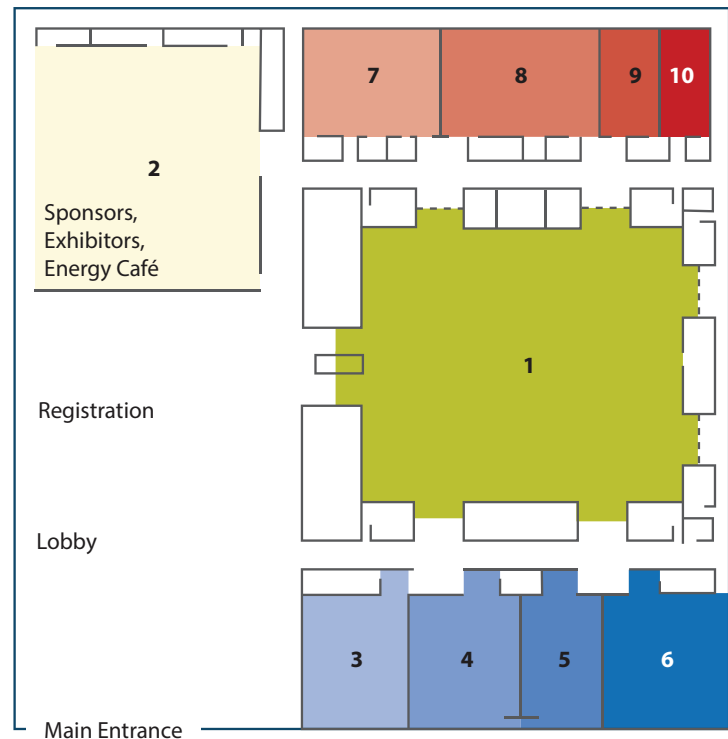 7
8
9
10
2
Sponsors,
Exhibitors,
Energy Café
1
Registration
Lobby
3
4
5
6
Main Entrance